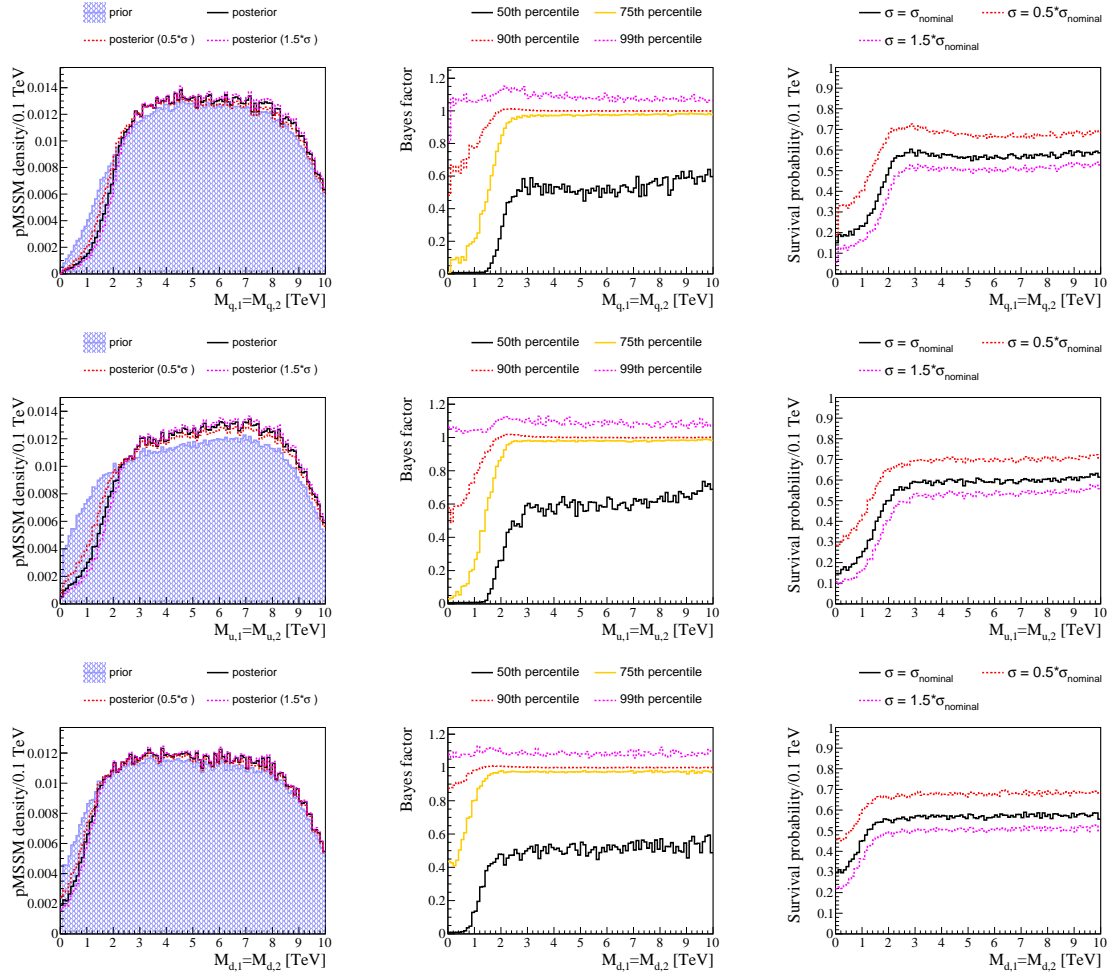 prior posterior
posterior (0.5*σ ) posterior (1.5*σ )
pMSSM density/0.1 TeV
0.014
0.012
0.01
0.008
0.006
0.004
0.002
0
0 1 2 3 4 5 6 7 8 9 10
M_q,1=M_q,2 [TeV]
50th percentile 75th percentile
90th percentile 99th percentile
Bayes factor
1.2
1
0.8
0.6
0.4
0.2
0
0 1 2 3 4 5 6 7 8 9 10
M_q,1=M_q,2 [TeV]
σ = σ_nominal σ = 0.5*σ_nominal
σ = 1.5*σ_nominal
Survival probability/0.1 TeV
1
0.9
0.8
0.7
0.6
0.5
0.4
0.3
0.2
0.1
0
0 1 2 3 4 5 6 7 8 9 10
M_q,1=M_q,2 [TeV]
prior posterior
posterior (0.5*σ ) posterior (1.5*σ )
pMSSM density/0.1 TeV
0.014
0.012
0.01
0.008
0.006
0.004
0.002
0
0 1 2 3 4 5 6 7 8 9 10
M_u,1=M_u,2 [TeV]
50th percentile 75th percentile
90th percentile 99th percentile
Bayes factor
1.2
1
0.8
0.6
0.4
0.2
0
0 1 2 3 4 5 6 7 8 9 10
M_u,1=M_u,2 [TeV]
σ = σ_nominal σ = 0.5*σ_nominal
σ = 1.5*σ_nominal
Survival probability/0.1 TeV
1
0.9
0.8
0.7
0.6
0.5
0.4
0.3
0.2
0.1
0
0 1 2 3 4 5 6 7 8 9 10
M_u,1=M_u,2 [TeV]
prior posterior
posterior (0.5*σ ) posterior (1.5*σ )
pMSSM density/0.1 TeV
0.012
0.01
0.008
0.006
0.004
0.002
0
0 1 2 3 4 5 6 7 8 9 10
M_d,1=M_d,2 [TeV]
50th percentile 75th percentile
90th percentile 99th percentile
Bayes factor
1.2
1
0.8
0.6
0.4
0.2
0
0 1 2 3 4 5 6 7 8 9 10
M_d,1=M_d,2 [TeV]
σ = σ_nominal σ = 0.5*σ_nominal
σ = 1.5*σ_nominal
Survival probability/0.1 TeV
1
0.9
0.8
0.7
0.6
0.5
0.4
0.3
0.2
0.1
0
0 1 2 3 4 5 6 7 8 9 10
M_d,1=M_d,2 [TeV]